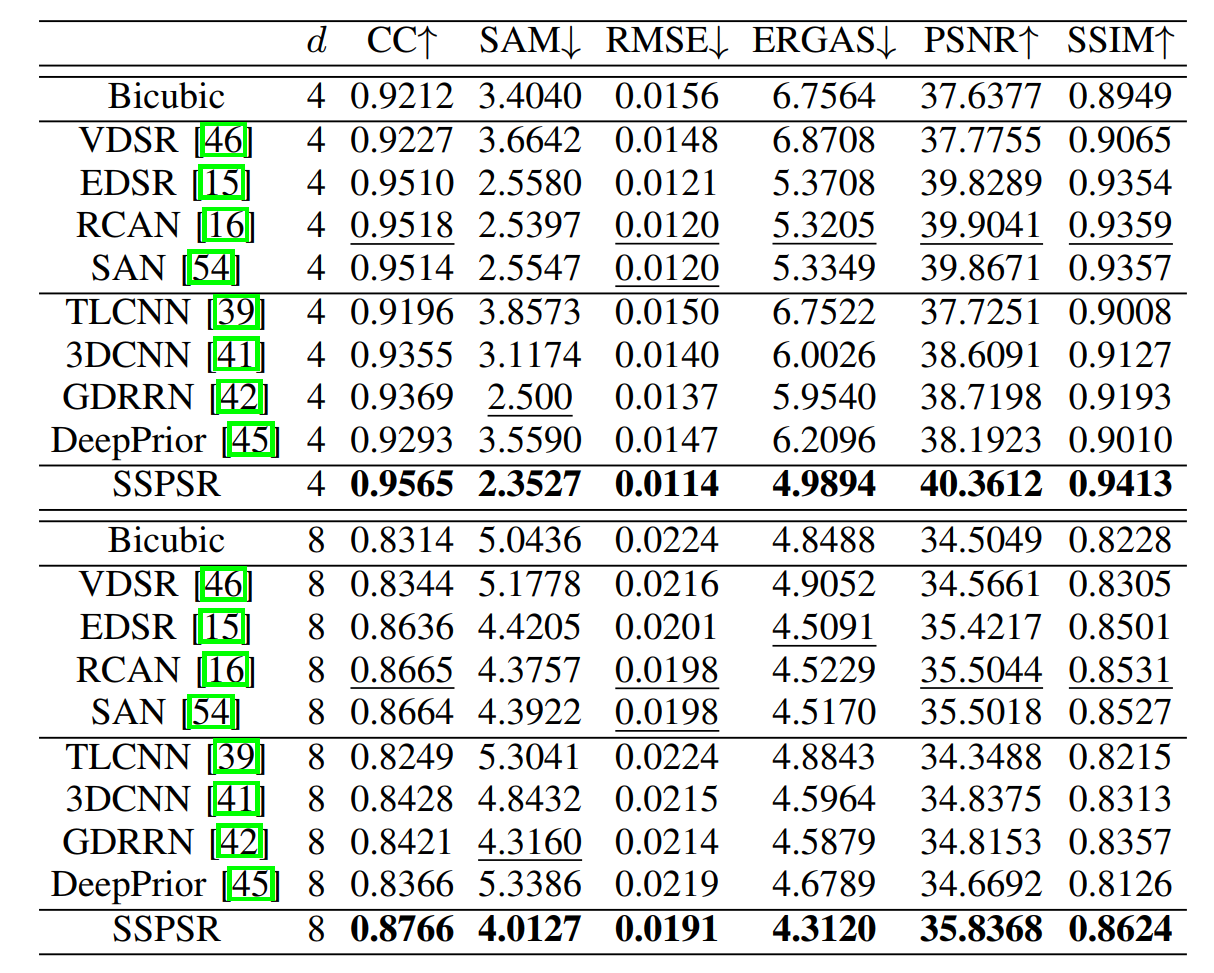 d CC↑ SAM↓ RMSE↓ ERGAS↓ PSNR↑ SSIM↑
Bicubic 4 0.9212 3.4040 0.0156 6.7564 37.6377 0.8949
VDSR [46] 4 0.9227 3.6642 0.0148 6.8708 37.7755 0.9065
EDSR [15] 4 0.9510 2.5580 0.0121 5.3708 39.8289 0.9354
RCAN [16] 4 0.9518 2.5397 0.0120 5.3205 39.9041 0.9359
SAN [54] 4 0.9514 2.5547 0.0120 5.3349 39.8671 0.9357
TLCNN [39] 4 0.9196 3.8573 0.0150 6.7522 37.7251 0.9008
3DCNN [41] 4 0.9355 3.1174 0.0140 6.0026 38.6091 0.9127
GDRRN [42] 4 0.9369 2.500 0.0137 5.9540 38.7198 0.9193
DeepPrior [45] 4 0.9293 3.5590 0.0147 6.2096 38.1923 0.9010
SSPSR 4 0.9565 2.3527 0.0114 4.9894 40.3612 0.9413
Bicubic 8 0.8314 5.0436 0.0224 4.8488 34.5049 0.8228
VDSR [46] 8 0.8344 5.1778 0.0216 4.9052 34.5661 0.8305
EDSR [15] 8 0.8636 4.4205 0.0201 4.5091 35.4217 0.8501
RCAN [16] 8 0.8665 4.3757 0.0198 4.5229 35.5044 0.8531
SAN [54] 8 0.8664 4.3922 0.0198 4.5170 35.5018 0.8527
TLCNN [39] 8 0.8249 5.3041 0.0224 4.8843 34.3488 0.8215
3DCNN [41] 8 0.8428 4.8432 0.0215 4.5964 34.8375 0.8313
GDRRN [42] 8 0.8421 4.3160 0.0214 4.5879 34.8153 0.8357
DeepPrior [45] 8 0.8366 5.3386 0.0219 4.6789 34.6692 0.8126
SSPSR 8 0.8766 4.0127 0.0191 4.3120 35.8368 0.8624